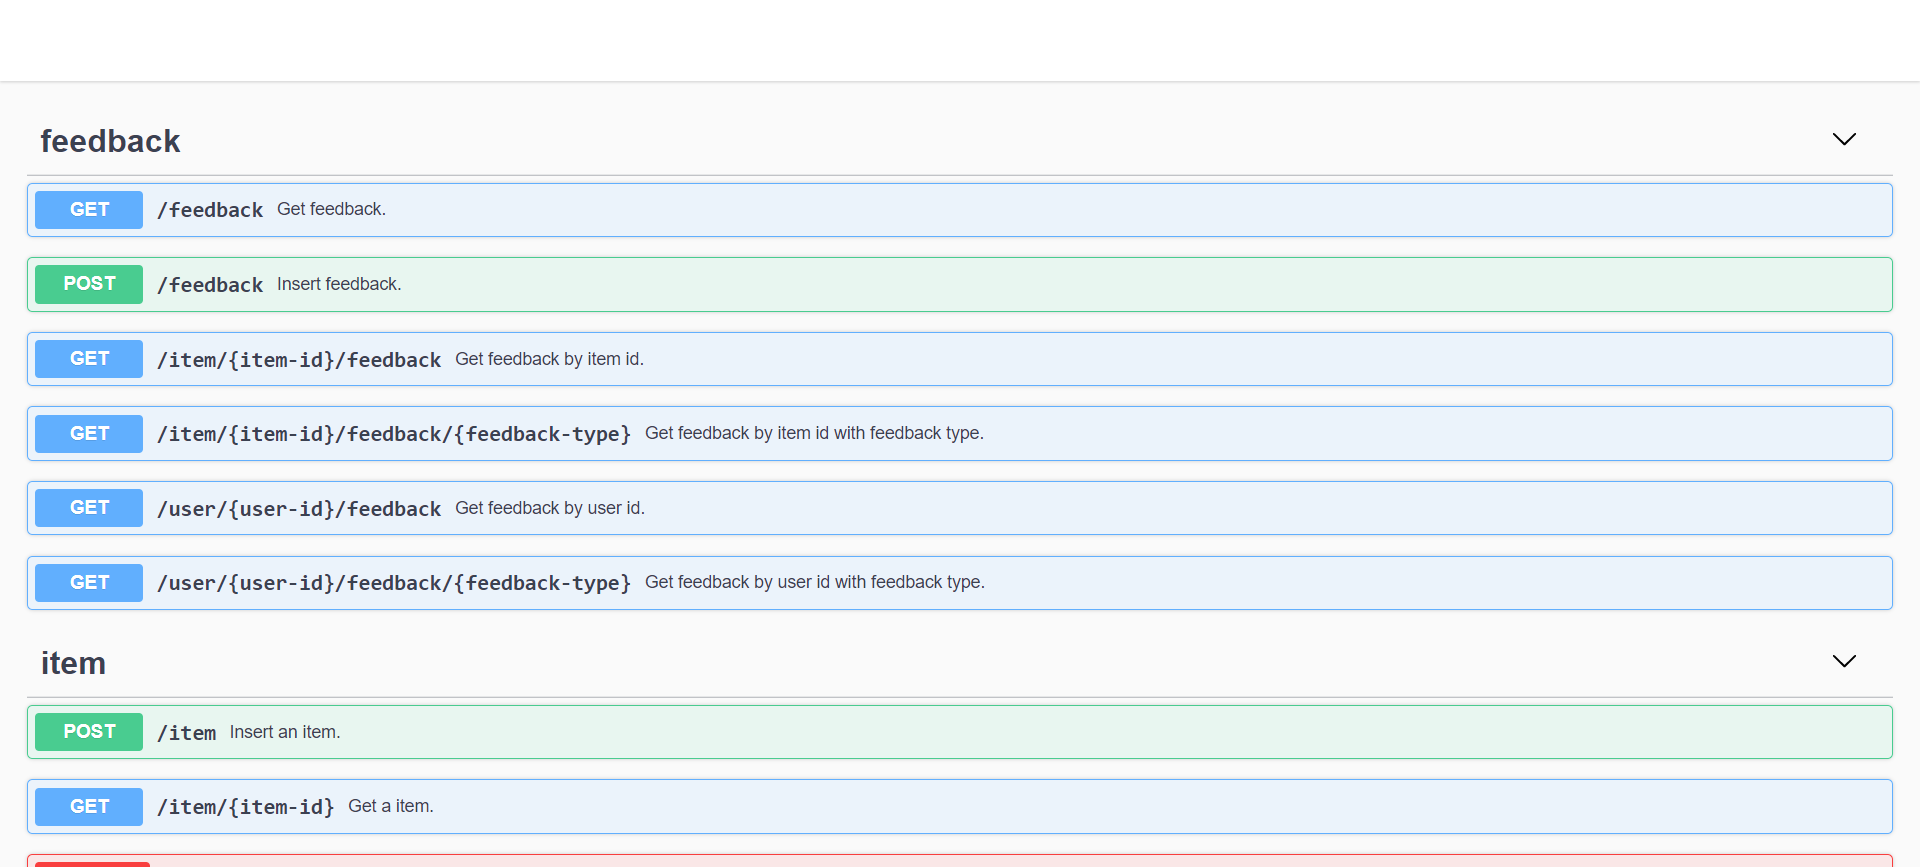 feedback
GET /feedback Get feedback.
POST /feedback Insert feedback.
GET /item/{item-id}/feedback Get feedback by item id.
GET /item/{item-id}/feedback/{feedback-type} Get feedback by item id with feedback type.
GET /user/{user-id}/feedback Get feedback by user id.
GET /user/{user-id}/feedback/{feedback-type} Get feedback by user id with feedback type.
item
POST /item Insert an item.
GET /item/{item-id} Get a item.